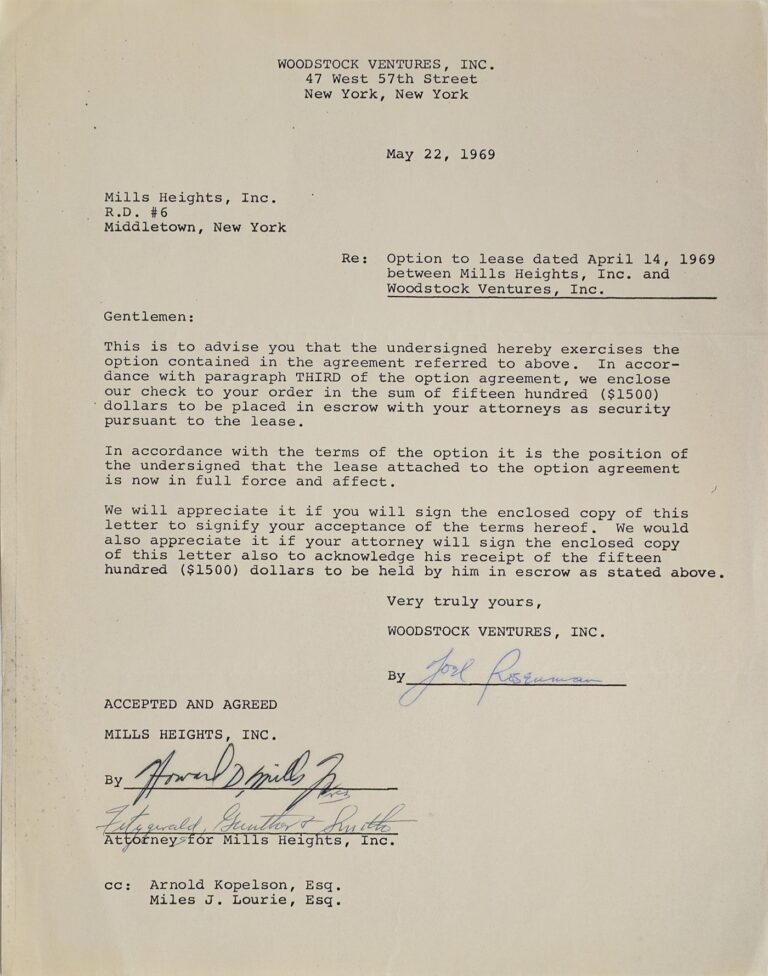 WOODSTOCK VENTURES, INC.
47 West 57th Street
New York, New York
May 22, 1969
Mills Heights, Inc.
R.D. #6
Middletown, New York
Re: Option to lease dated April 14, 1969
between Mills Heights, Inc. and
Woodstock Ventures, Inc.
Gentlemen:
This is to advise you that the undersigned hereby exercises the
option contained in the agreement referred to above. In accor-
dance with paragraph THIRD of the option agreement, we enclose
our check to your order in the sum of fifteen hundred ($1500)
dollars to be placed in escrow with your attorneys as security
pursuant to the lease.
In accordance with the terms of the option it is the position of
the undersigned that the lease attached to the option agreement
is now in full force and affect.
We will appreciate it if you will sign the enclosed copy of this
letter to signify your acceptance of the terms hereof. We would
also appreciate it if your attorney will sign the enclosed copy
of this letter also to acknowledge his receipt of the fifteen
hundred ($1500) dollars to be held by him in escrow as stated above.
Very truly yours,
WOODSTOCK VENTURES, INC.
By Joel Rosenman
ACCEPTED AND AGREED
MILLS HEIGHTS, INC.
By Howard D. Mills Jr. pres
Fitzgerald, Gunther & Smith
Attorneys for Mills Heights, Inc.
cc: Arnold Kopelson, Esq.
Miles J. Lourie, Esq.